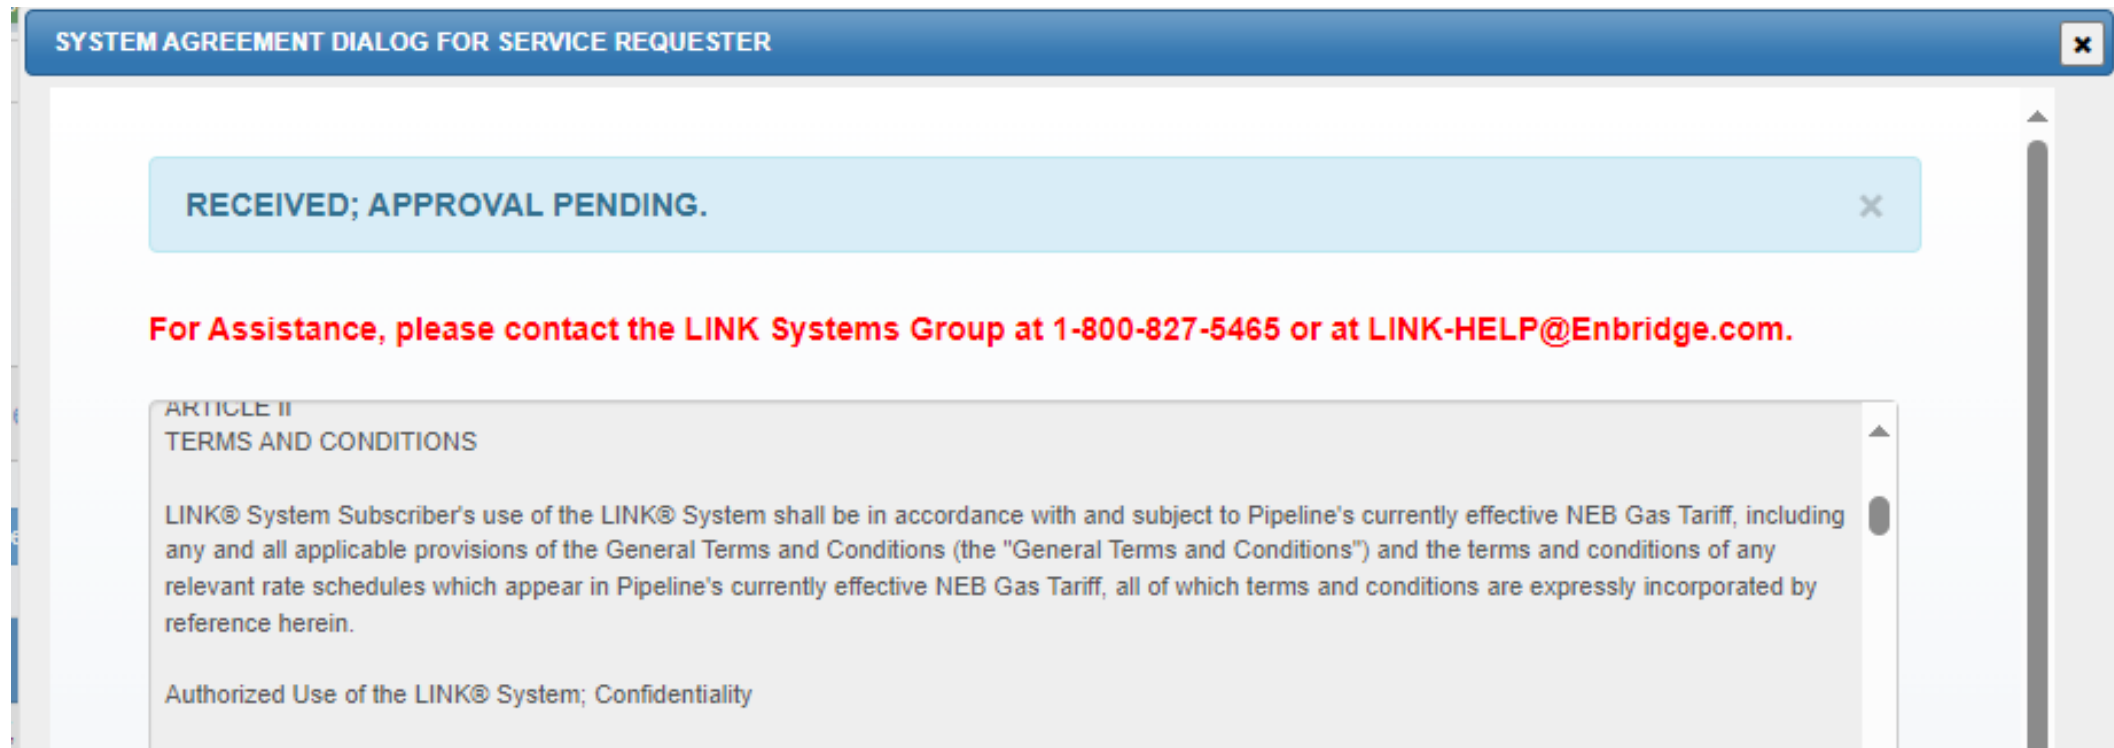 SYSTEM AGREEMENT DIALOG FOR SERVICE REQUESTER
RECEIVED; APPROVAL PENDING.
For Assistance, please contact the LINK Systems Group at 1-800-827-5465 or at LINK-HELP@Enbridge.com.
ARTICLE II
TERMS AND CONDITIONS
LINK® System Subscriber's use of the LINK® System shall be in accordance with and subject to Pipeline's currently effective NEB Gas Tariff, including
any and all applicable provisions of the General Terms and Conditions (the "General Terms and Conditions") and the terms and conditions of any
relevant rate schedules which appear in Pipeline's currently effective NEB Gas Tariff, all of which terms and conditions are expressly incorporated by
reference herein.
Authorized Use of the LINK® System; Confidentiality